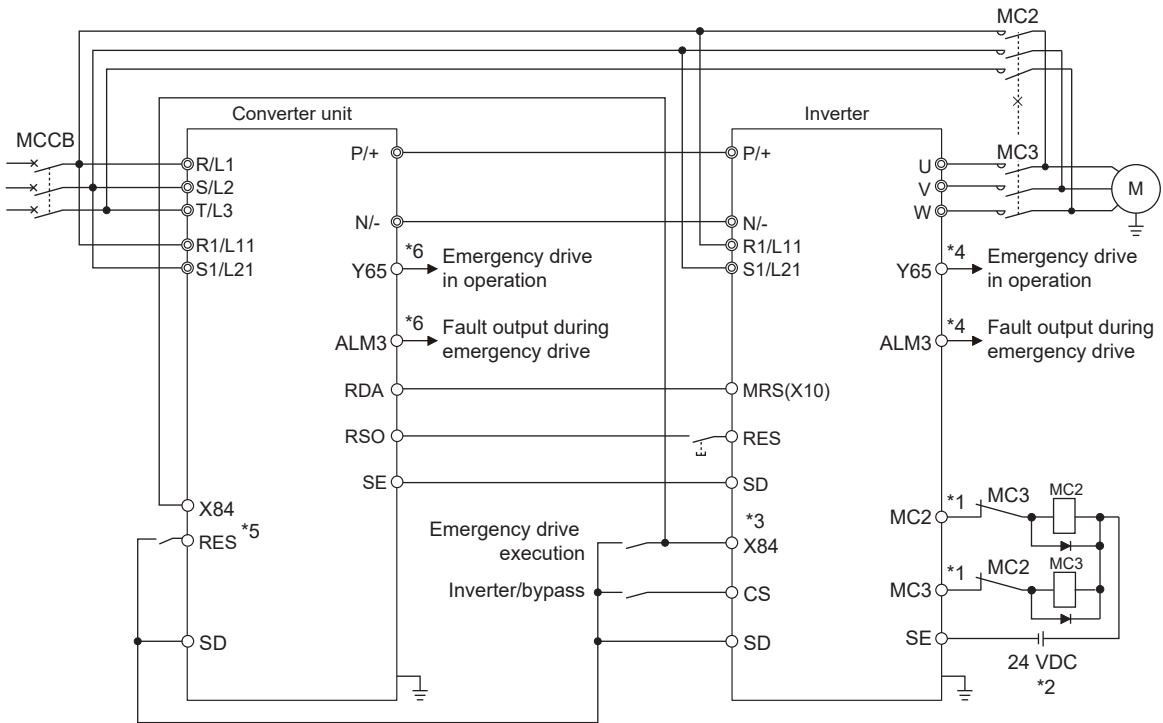 MC2
Converter unit
Inverter
MCCB
R/L1
S/L2
T/L3
R1/L11
S1/L21
P/+
N/-
*6
Y65
Emergency drive
in operation
*6
ALM3
Fault output during
emergency drive
RDA
RSO
SE
X84
RES
*5
SD
P/+
N/-
R1/L11
S1/L21
MRS(X10)
RES
SD
*3
Emergency drive
execution
X84
Inverter/bypass
CS
SD
MC3
U
V
W
M
*4
Y65
Emergency drive
in operation
*4
ALM3
Fault output during
emergency drive
MC2
*1
MC3
MC2
MC3
*1
MC2
MC3
SE
24 VDC
*2